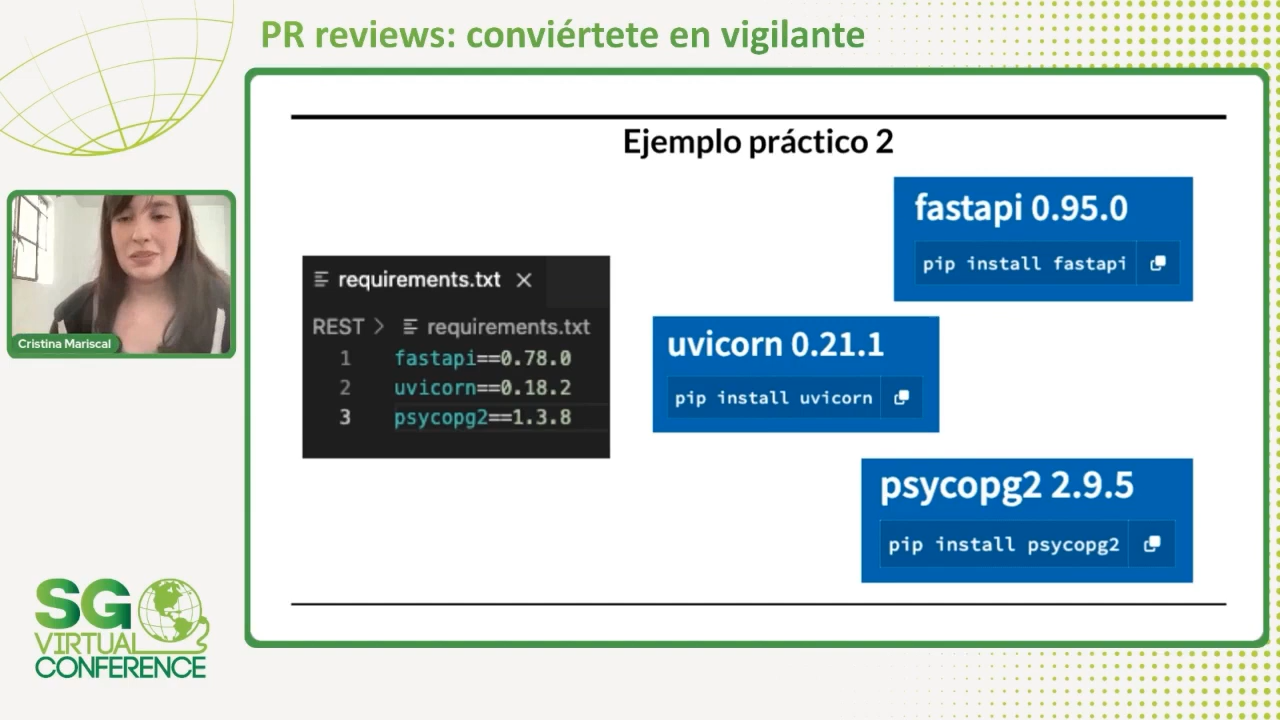 PR reviews: conviértete en vigilante
Ejemplo práctico 2
fastapi 0.95.0
pip install fastapi
requirements.txt
REST > requirements.txt
1 fastapi==0.78.0
2 uvicorn==0.18.2
3 psycopg2==1.3.8
uvicorn 0.21.1
pip install uvicorn
psycopg2 2.9.5
pip install psycopg2
Cristina Mariscal
SG
VIRTUAL
CONFERENCE